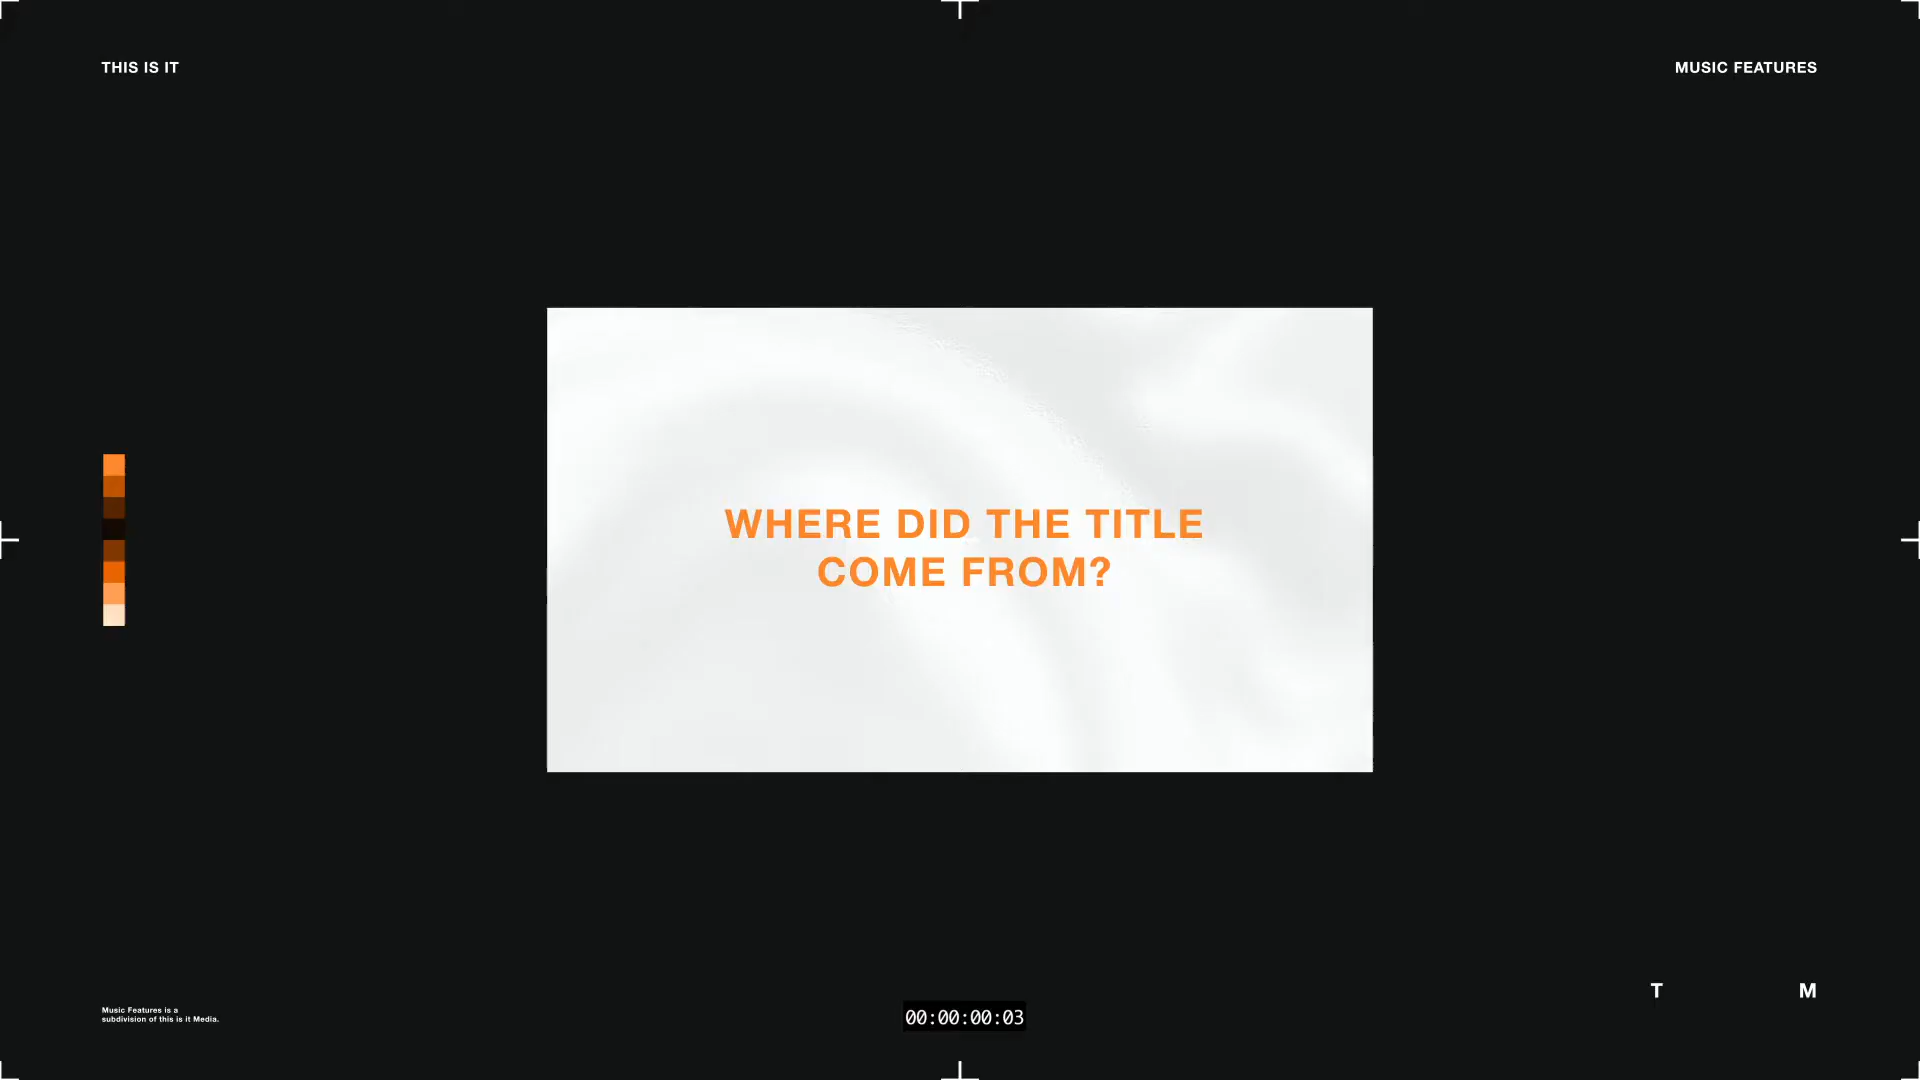 THIS IS IT
MUSIC FEATURES
WHERE DID THE TITLE
COME FROM?
T M
Music Features is a
subdivision of this is it Media.
00:00:00:03